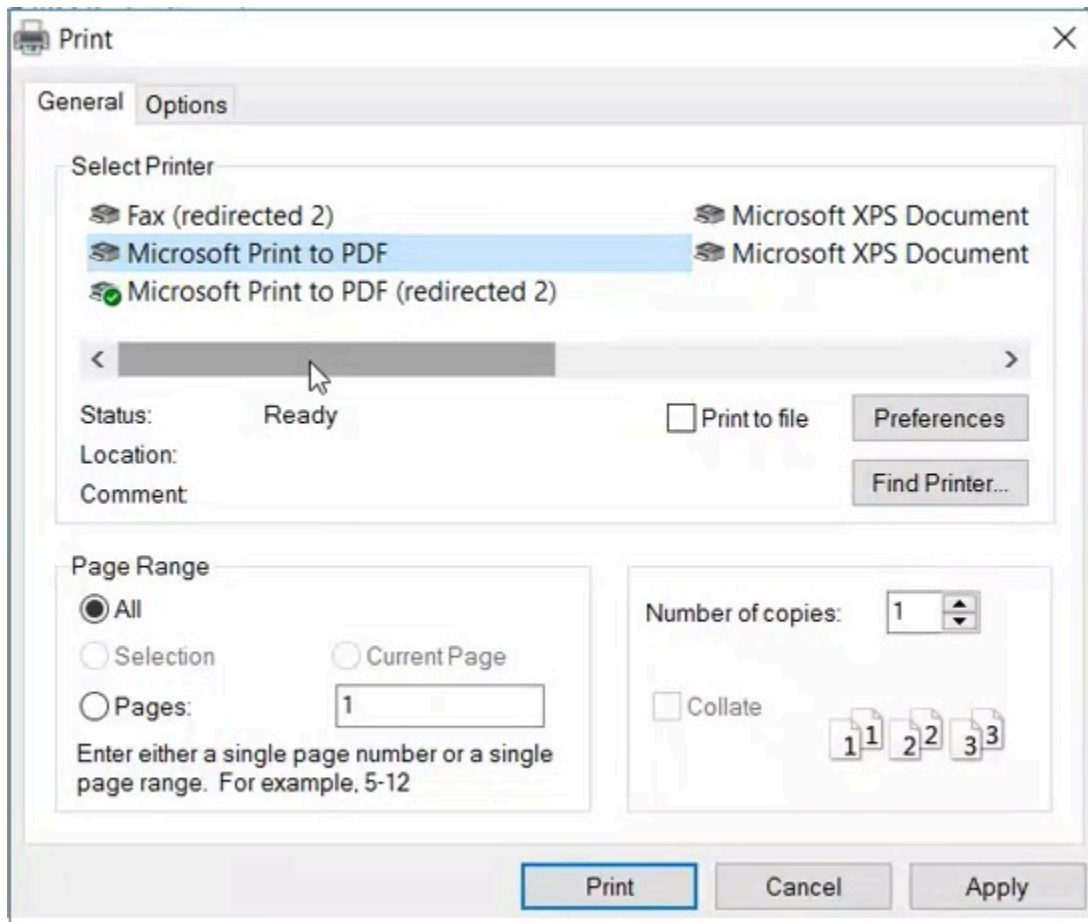 Print
General Options
Select Printer
Fax (redirected 2) Microsoft XPS Document
Microsoft Print to PDF Microsoft XPS Document
Microsoft Print to PDF (redirected 2)
Status: Ready Print to file Preferences
Location:
Comment: Find Printer...
Page Range
All
Number of copies: 1
Selection Current Page
Pages: 1
Collate
1 1 2 2 3 3
Enter either a single page number or a single
page range. For example, 5-12
Print Cancel Apply